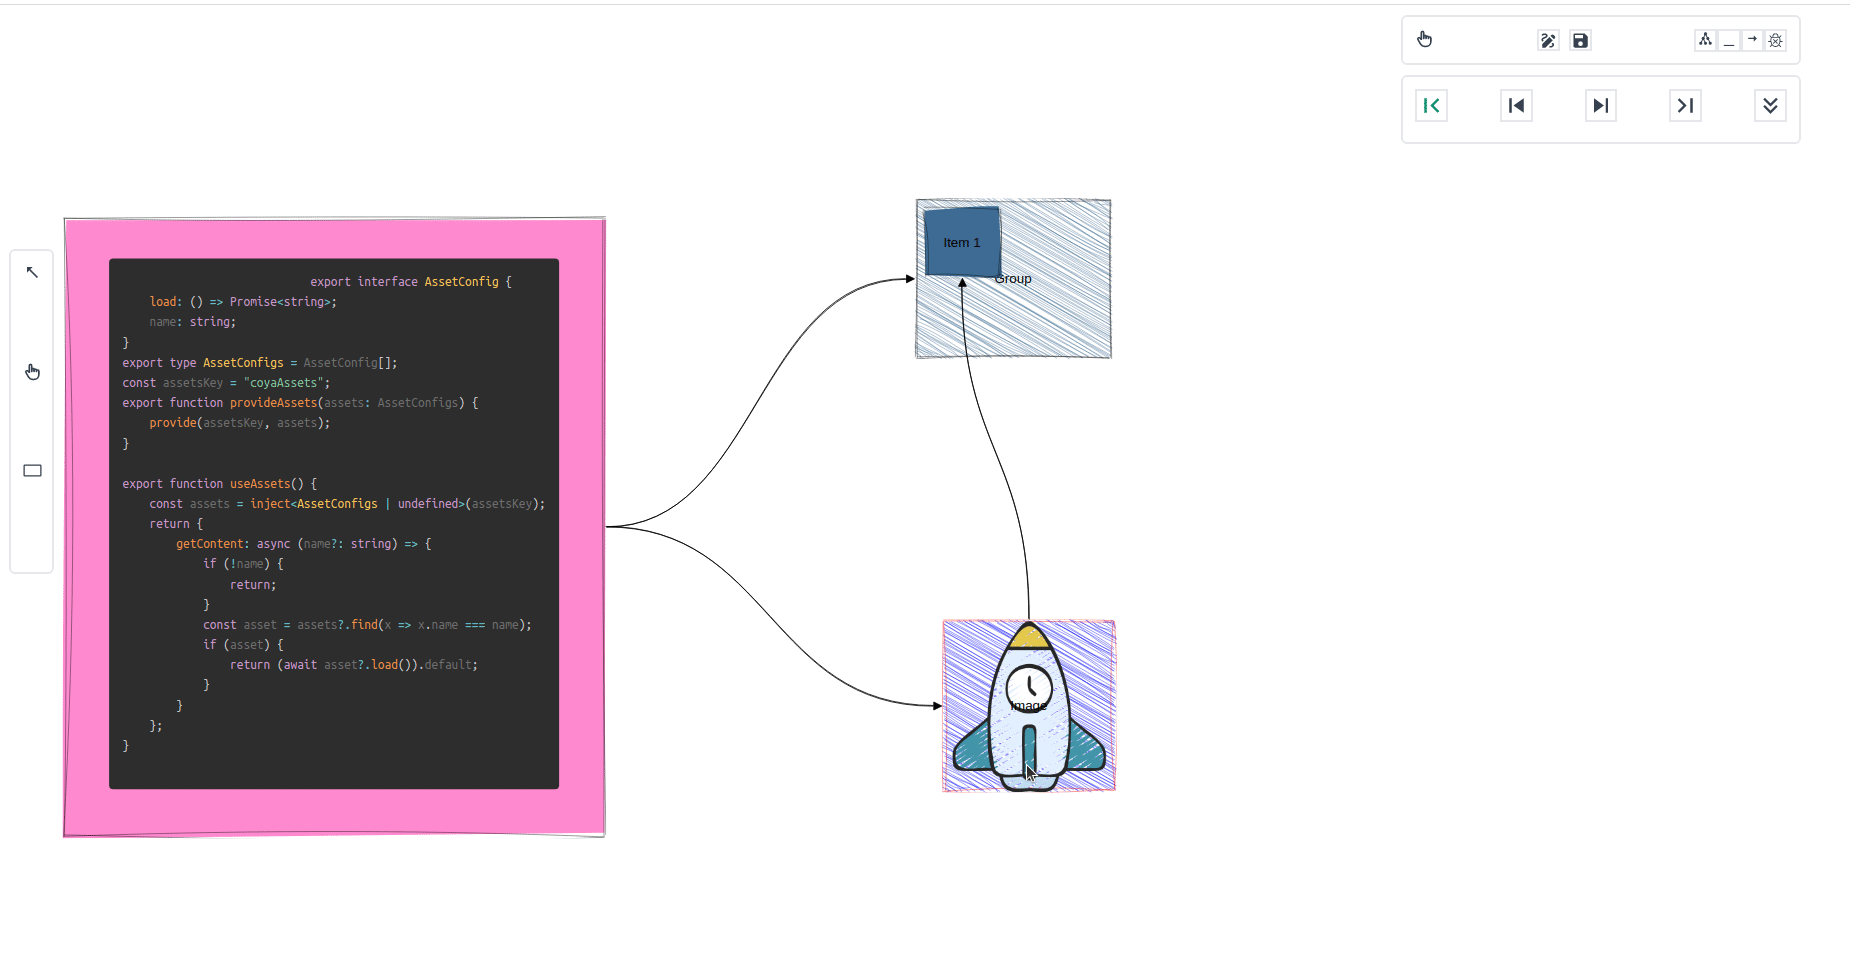 export interface AssetConfig {
    load: () => Promise<string>;
    name: string;
}
export type AssetConfigs = AssetConfig[];
const assetsKey = "coyaAssets";
export function provideAssets(assets: AssetConfigs) {
    provide(assetsKey, assets);
}
export function useAssets() {
    const assets = inject<AssetConfigs | undefined>(assetsKey);
    return {
        getContent: async (name?: string) => {
            if (!name) {
                return;
            }
            const asset = assets?.find(x => x.name === name);
            if (asset) {
                return (await asset?.load()).default;
            }
        }
    };
}
Item 1
Group
Image